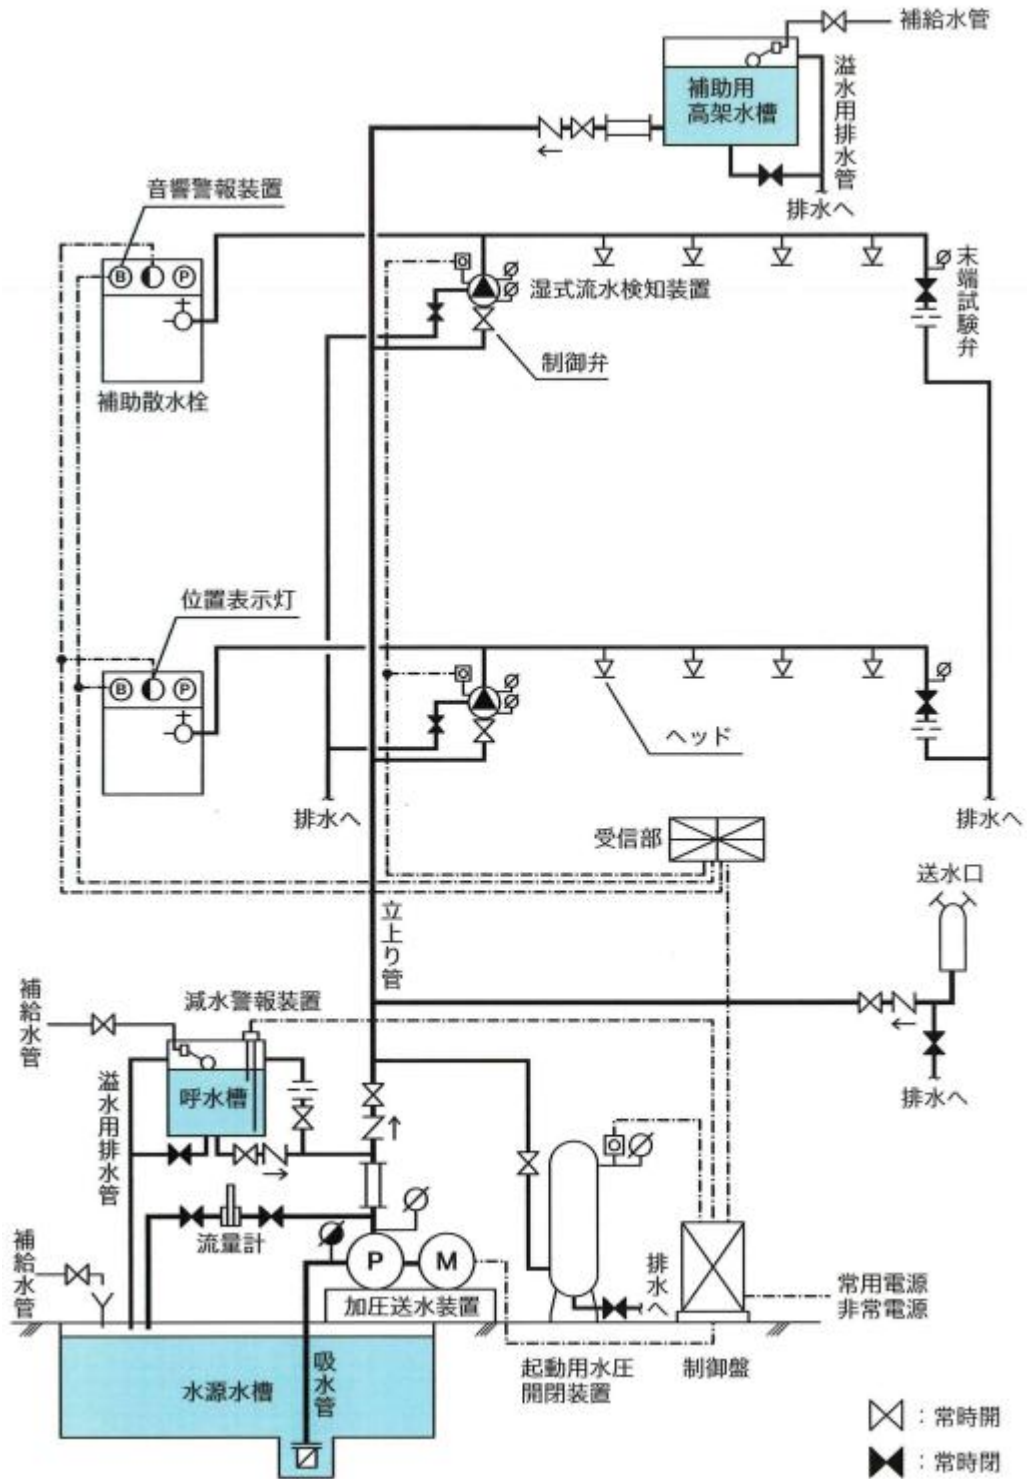 補給水管
補助用
高架水槽
溢水用排水管
排水へ
音響警報装置
B
P
補助散水栓
湿式流水検知装置
制御弁
末端試験弁
位置表示灯
B
P
ヘッド
排水へ
排水へ
受信部
送水口
立上り管
排水へ
補給水管
減水警報装置
呼水槽
溢水用排水管
流量計
補給水管
P
M
加圧送水装置
排水へ
常用電源
非常電源
水源水槽
吸水管
起動用水圧
開閉装置
制御盤
：常時開
：常時閉